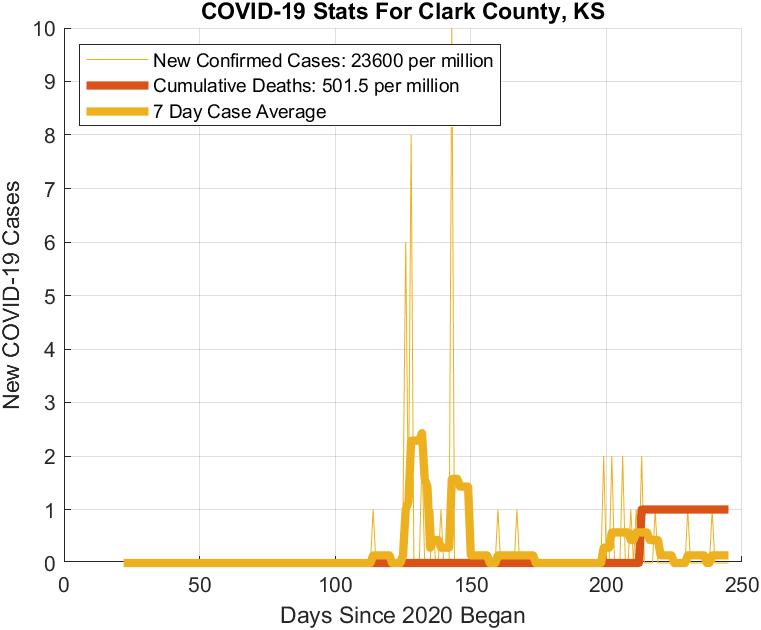 COVID-19 Stats For Clark County, KS
10
New Confirmed Cases: 23600 per million
9
Cumulative Deaths: 501.5 per million
7 Day Case Average
8
7
6
5
4
3
2
1
0
New COVID-19 Cases
0 50 100 150 200 250
Days Since 2020 Began